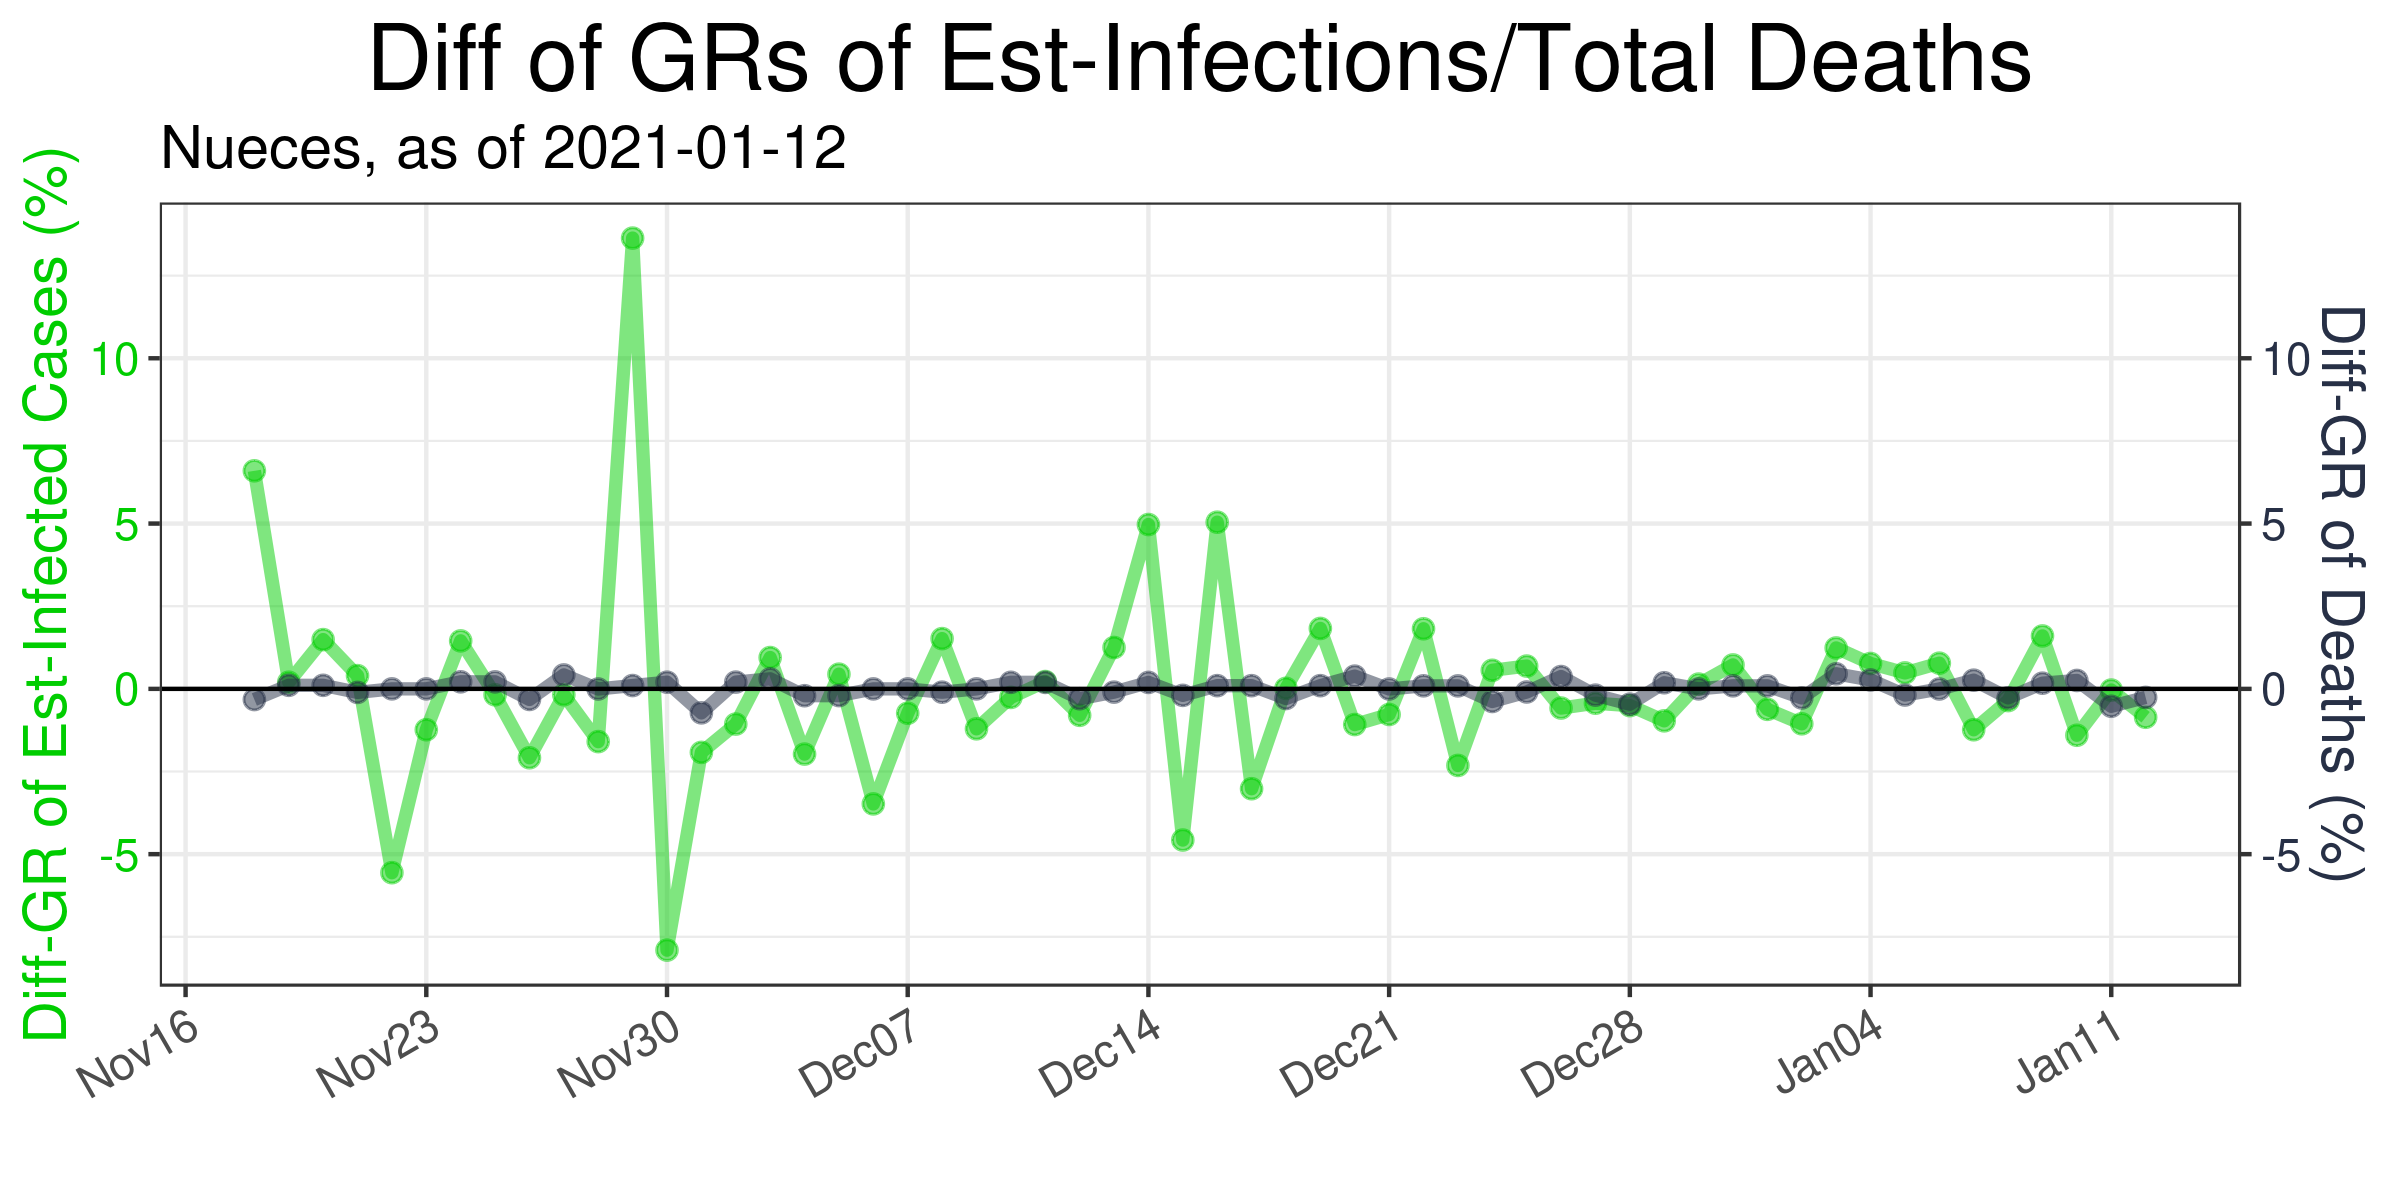 Diff of GRs of Est-Infections/Total Deaths
Nueces, as of 2021-01-12
Diff-GR of Est-Infected Cases (%)
10
5
0
-5
10
5
0
-5
Diff-GR of Deaths (%)
Nov16
Nov23
Nov30
Dec07
Dec14
Dec21
Dec28
Jan04
Jan11